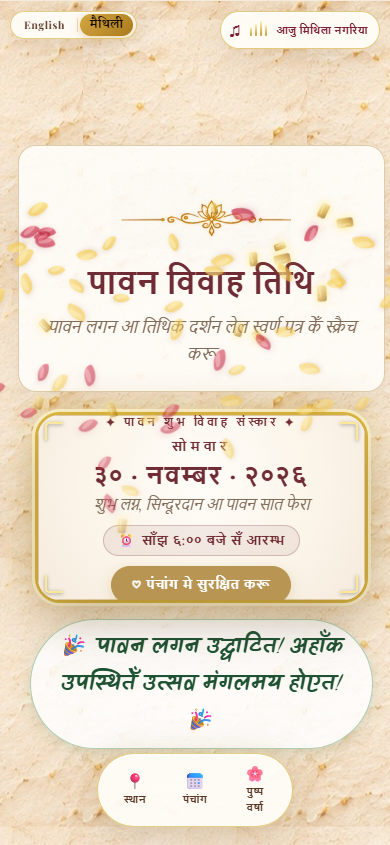 English मैथिली
♫ आजु मिथिला नगरिया
पावन विवाह तिथि
पावन लगन आ तिथिक दर्शन लेल स्वर्ण पत्र केँ स्क्रैच
करू
✦ पावन शुभ विवाह संस्कार ✦
सोमवार
३० · नवम्बर · २०२६
शुभ लग्न, सिन्दूरदान आ पावन सात फेरा
⏰ साँझ ६:०० बजे सँ आरम्भ
♡ पंचांग मे सुरक्षित करू
🎉 पावन लगन उद्घाटित! अहाँक
उपस्थितेँ उत्सव मंगलमय होएत!
🎉
📍 स्थान
📅 पंचांग
🌸 पुष्प
वर्षा